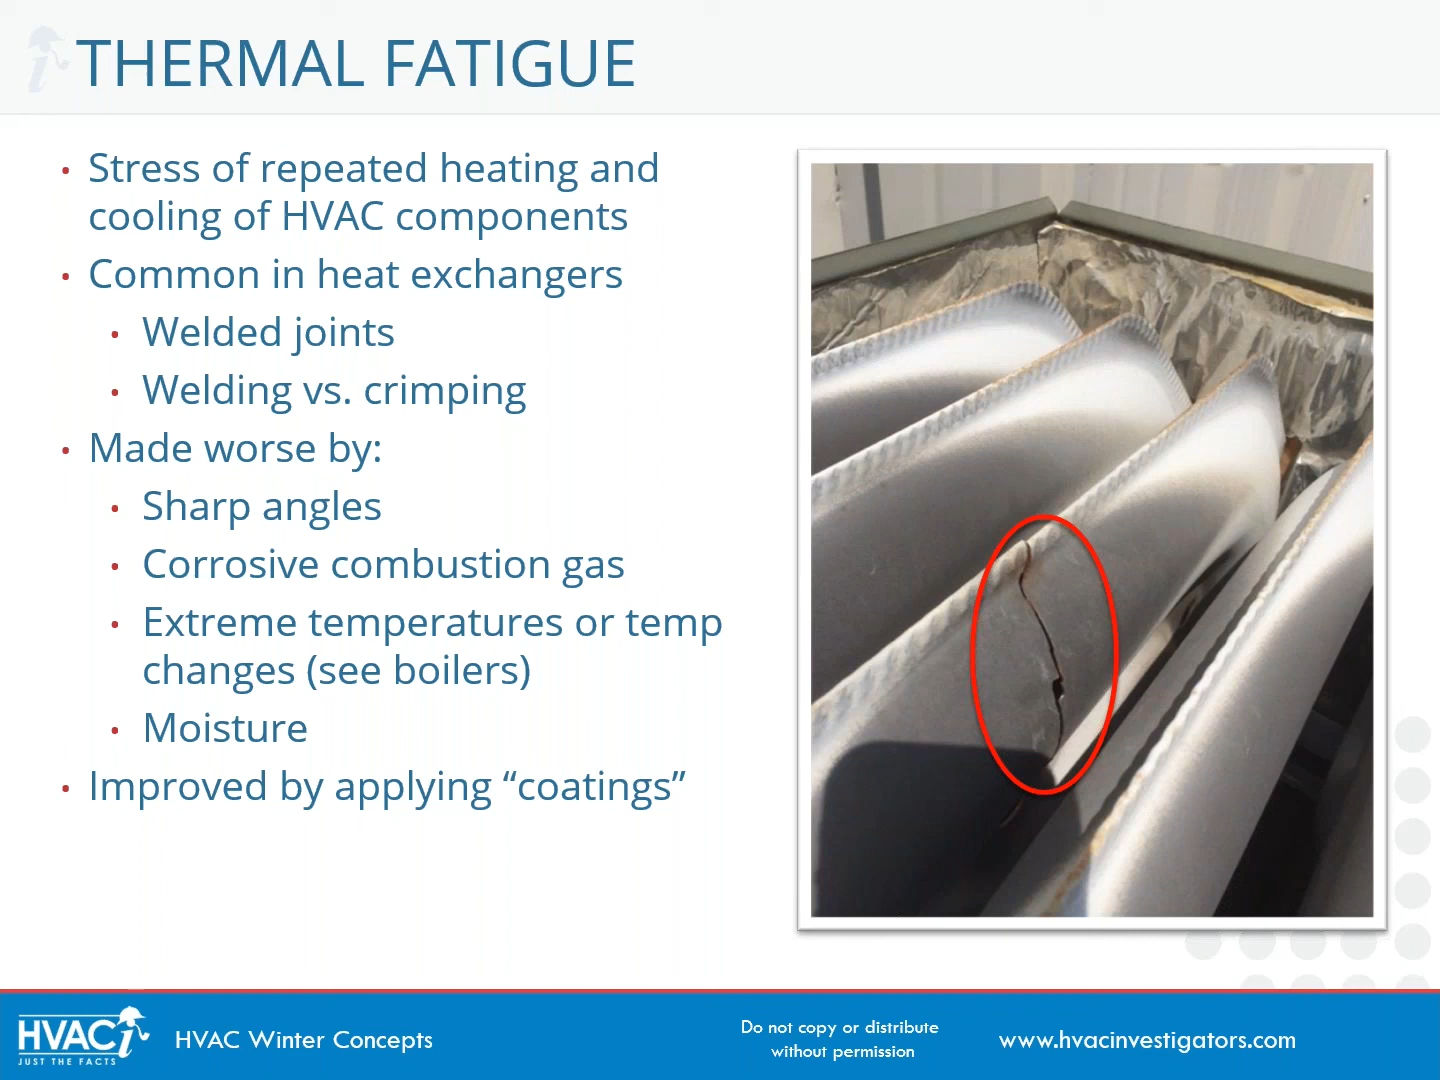 THERMAL FATIGUE
• Stress of repeated heating and
cooling of HVAC components
• Common in heat exchangers
• Welded joints
• Welding vs. crimping
• Made worse by:
• Sharp angles
• Corrosive combustion gas
• Extreme temperatures or temp
changes (see boilers)
• Moisture
• Improved by applying “coatings”
HVACi
JUST THE FACTS
HVAC Winter Concepts
Do not copy or distribute
without permission
www.hvacinvestigators.com